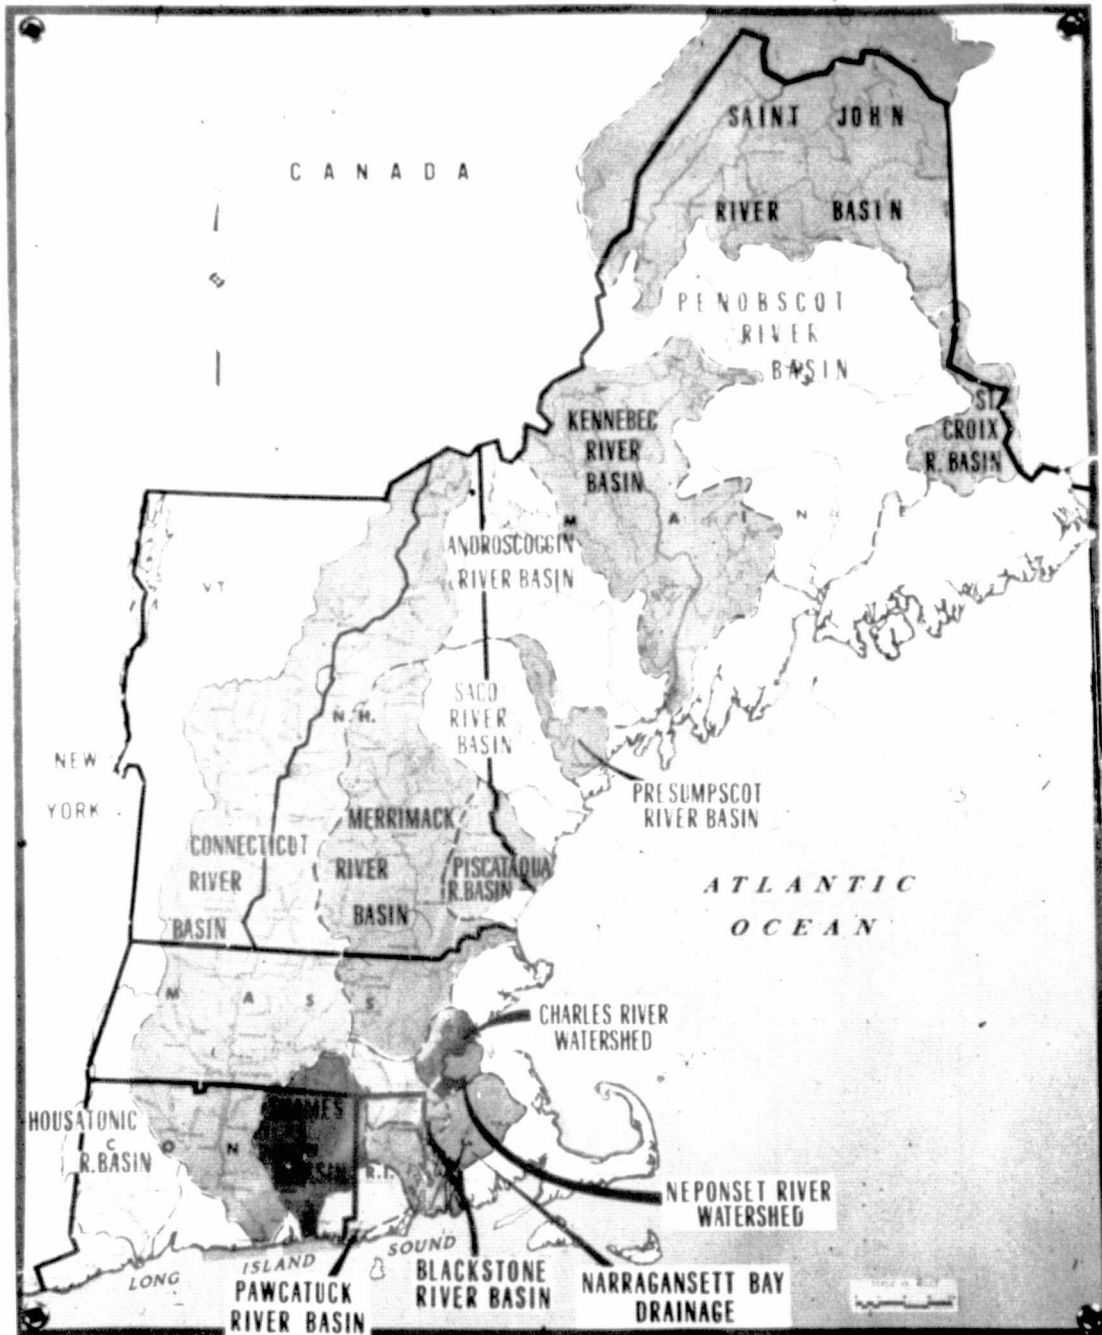 CANADA
SAINT JOHN
RIVER BASIN
PENOBSCOT
RIVER
BASIN
ST.
CROIX
R. BASIN
KENNEBEC
RIVER
BASIN
M A I N E
ANDROSCOGGIN
RIVER BASIN
VT
SACO
RIVER
BASIN
N.H.
NEW
YORK
PRESUMPSCOT
RIVER BASIN
MERRIMACK
RIVER
BASIN
CONNECTICUT
RIVER
BASIN
PISCATAQUA
R. BASIN
ATLANTIC
OCEAN
M A S S
CHARLES RIVER
WATERSHED
HOUSATONIC
R. BASIN
C O N N
R.I.
NEPONSET RIVER
WATERSHED
LONG ISLAND SOUND
PAWCATUCK
RIVER BASIN
BLACKSTONE
RIVER BASIN
NARRAGANSETT BAY
DRAINAGE